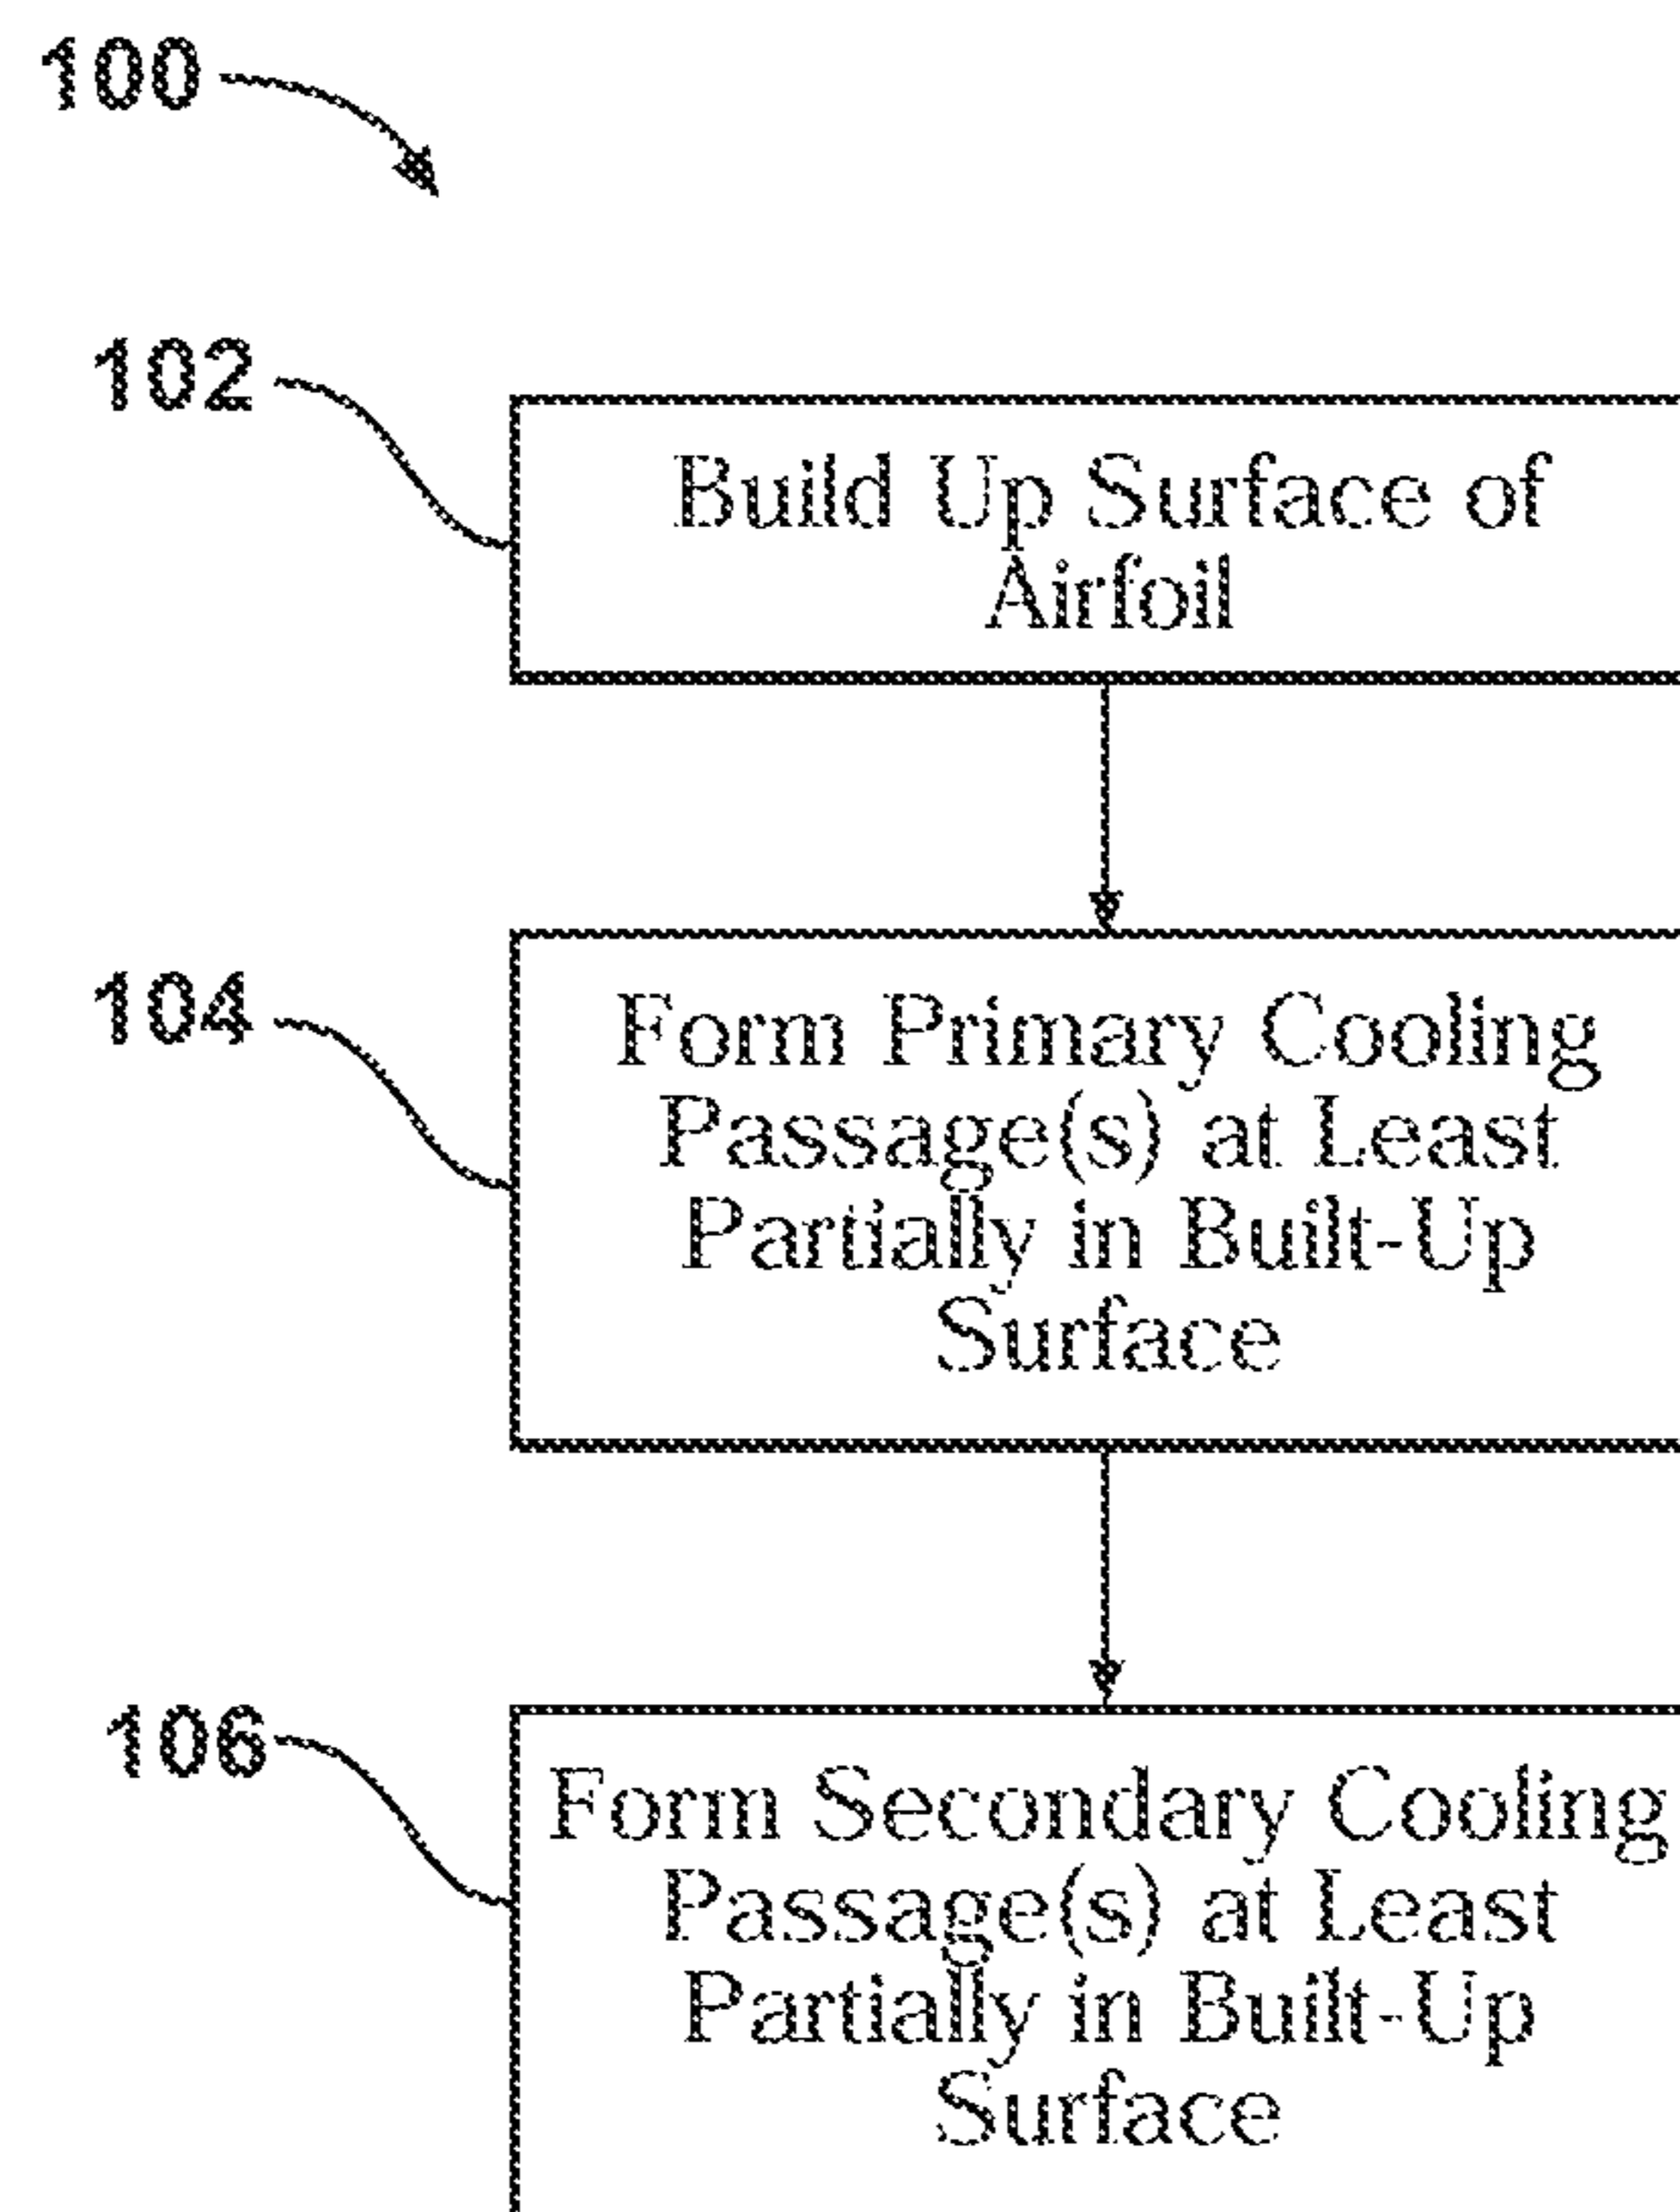 100
102
Build Up Surface of
Airfoil
104
Form Primary Cooling
Passage(s) at Least
Partially in Built-Up
Surface
106
Form Secondary Cooling
Passage(s) at Least
Partially in Built-Up
Surface